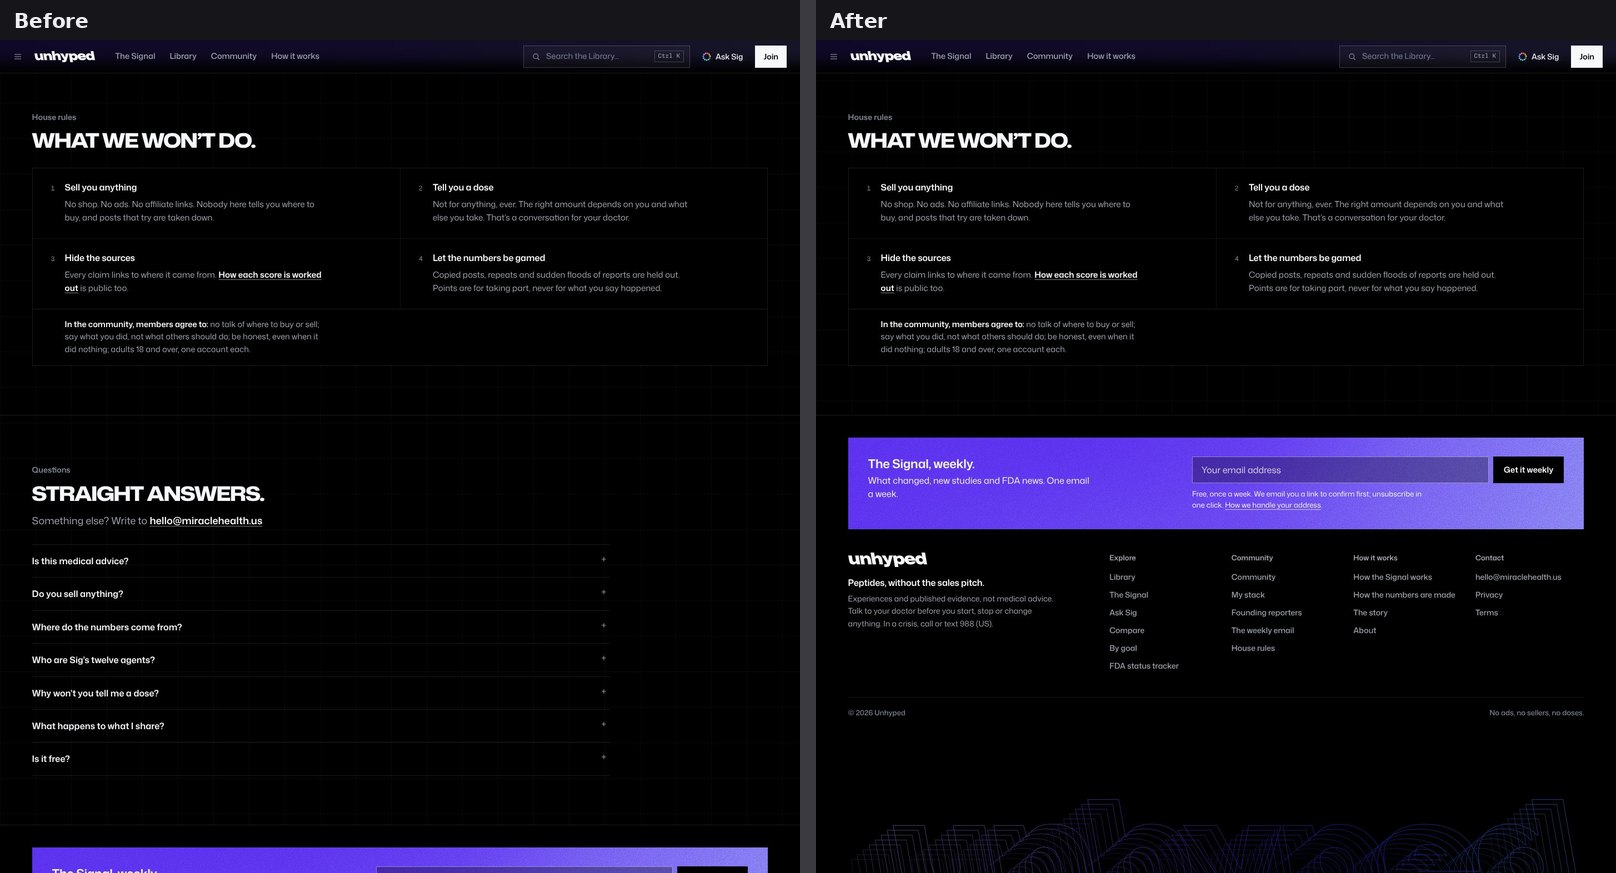 Before
unhyped
The Signal
Library
Community
How it works
Search the Library...
Ctrl K
Ask Sig
Join
House rules
WHAT WE WON'T DO.
1
Sell you anything
No shop. No ads. No affiliate links. Nobody here tells you where to
buy, and posts that try are taken down.
2
Tell you a dose
Not for anything, ever. The right amount depends on you and what
else you take. That's a conversation for your doctor.
3
Hide the sources
Every claim links to where it came from. How each score is worked
out is public too.
4
Let the numbers be gamed
Copied posts, repeats and sudden floods of reports are held out.
Points are for taking part, never for what you say happened.
In the community, members agree to: no talk of where to buy or sell;
say what you did, not what others should do; be honest, even when it
did nothing; adults 18 and over, one account each.
Questions
STRAIGHT ANSWERS.
Something else? Write to hello@miraclehealth.us
Is this medical advice?
+
Do you sell anything?
+
Where do the numbers come from?
+
Who are Sig's twelve agents?
+
Why won't you tell me a dose?
+
What happens to what I share?
+
Is it free?
+
The Signal, weekly.
After
unhyped
The Signal
Library
Community
How it works
Search the Library...
Ctrl K
Ask Sig
Join
House rules
WHAT WE WON'T DO.
1
Sell you anything
No shop. No ads. No affiliate links. Nobody here tells you where to
buy, and posts that try are taken down.
2
Tell you a dose
Not for anything, ever. The right amount depends on you and what
else you take. That's a conversation for your doctor.
3
Hide the sources
Every claim links to where it came from. How each score is worked
out is public too.
4
Let the numbers be gamed
Copied posts, repeats and sudden floods of reports are held out.
Points are for taking part, never for what you say happened.
In the community, members agree to: no talk of where to buy or sell;
say what you did, not what others should do; be honest, even when it
did nothing; adults 18 and over, one account each.
The Signal, weekly.
What changed, new studies and FDA news. One email
a week.
Your email address
Get it weekly
Free, once a week. We email you a link to confirm first; unsubscribe in
one click. How we handle your address.
unhyped
Peptides, without the sales pitch.
Experiences and published evidence, not medical advice.
Talk to your doctor before you start, stop or change
anything. In a crisis, call or text 988 (US).
Explore
Library
The Signal
Ask Sig
Compare
By goal
FDA status tracker
Community
Community
My stack
Founding reporters
The weekly email
House rules
How it works
How the Signal works
How the numbers are made
The story
About
Contact
hello@miraclehealth.us
Privacy
Terms
© 2026 Unhyped
No ads, no sellers, no doses.